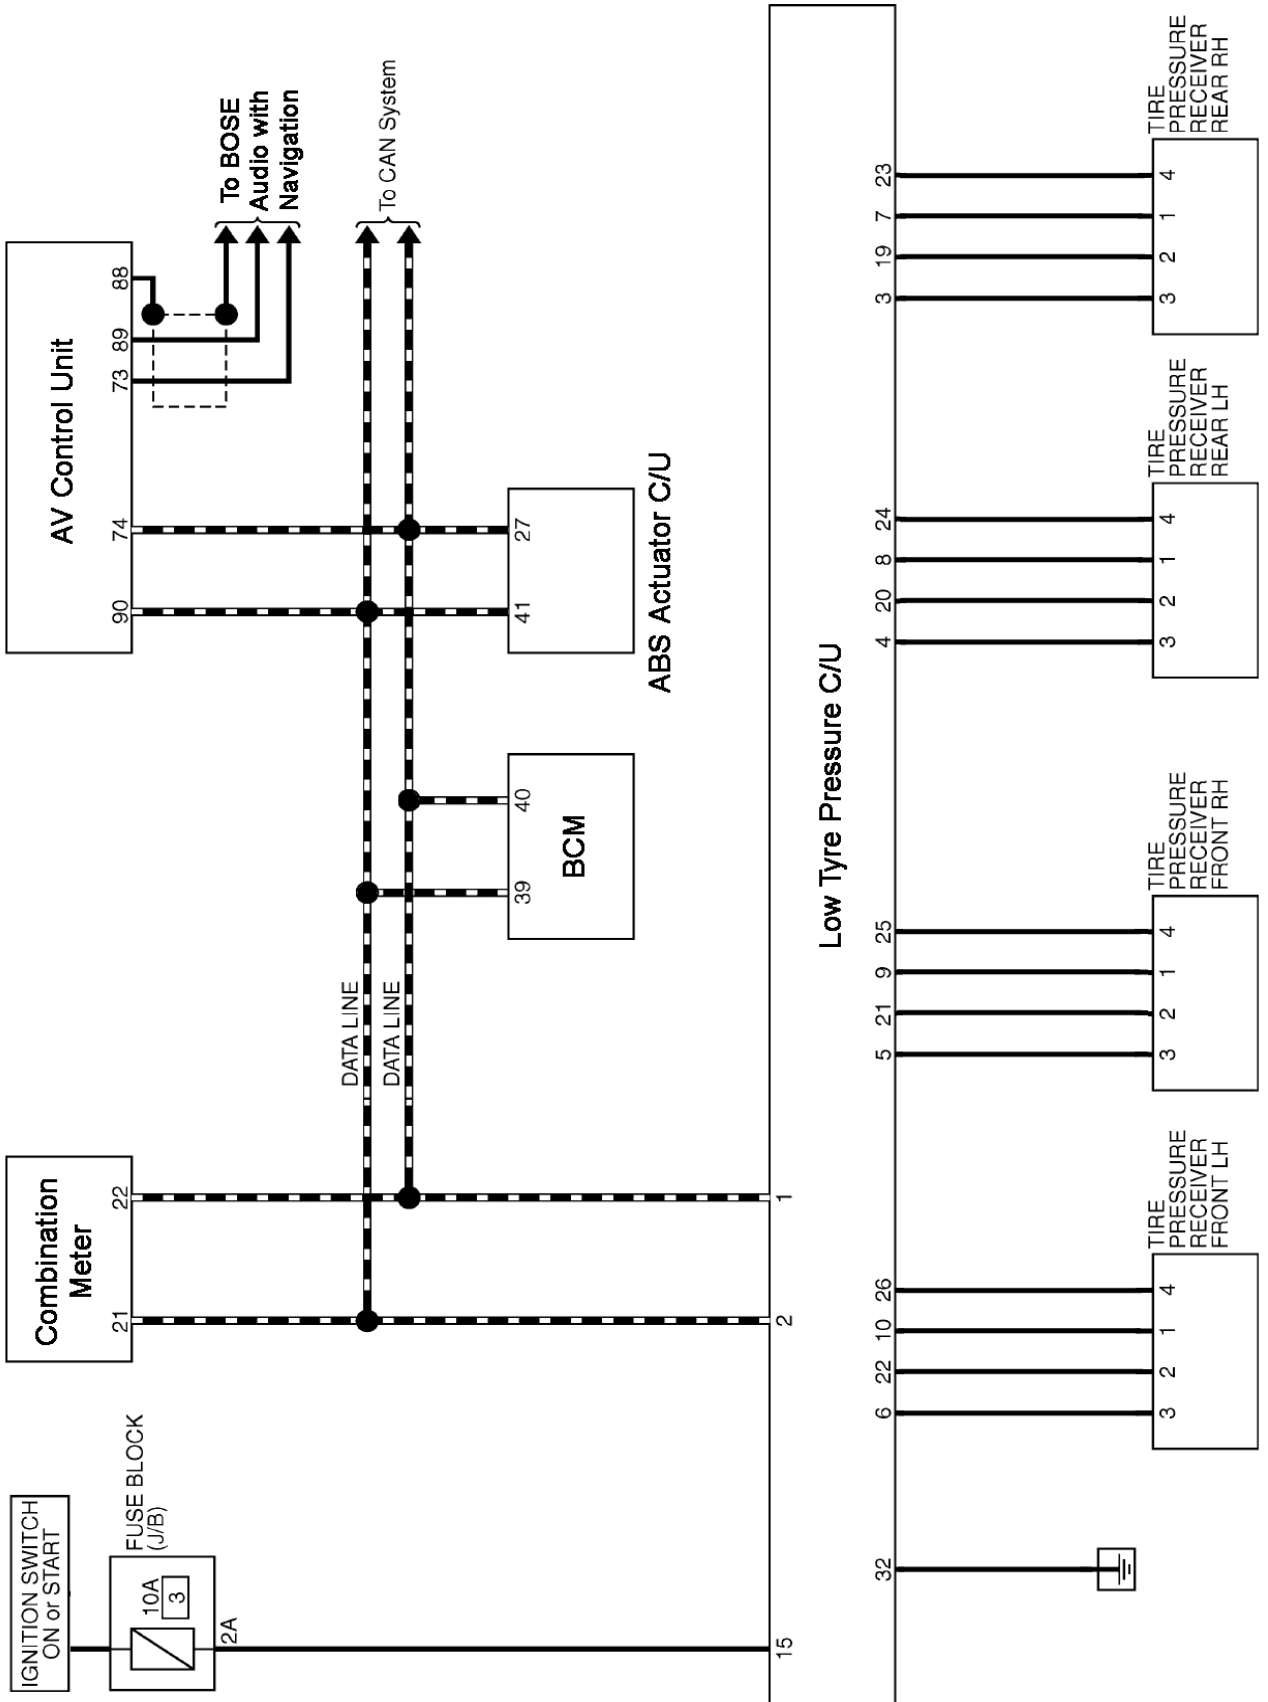 IGNITION SWITCH
ON or START
FUSE BLOCK
(J/B)
10A
3
2A
Combination
Meter
21
22
AV Control Unit
90
74
73
89
88
To BOSE
Audio with
Navigation
To CAN System
DATA LINE
DATA LINE
39
40
BCM
41
27
ABS Actuator C/U
15
2
1
Low Tyre Pressure C/U
32
6
22
10
26
5
21
9
25
4
20
8
24
3
19
7
23
3
2
1
4
TIRE
PRESSURE
RECEIVER
FRONT LH
3
2
1
4
TIRE
PRESSURE
RECEIVER
FRONT RH
3
2
1
4
TIRE
PRESSURE
RECEIVER
REAR LH
3
2
1
4
TIRE
PRESSURE
RECEIVER
REAR RH